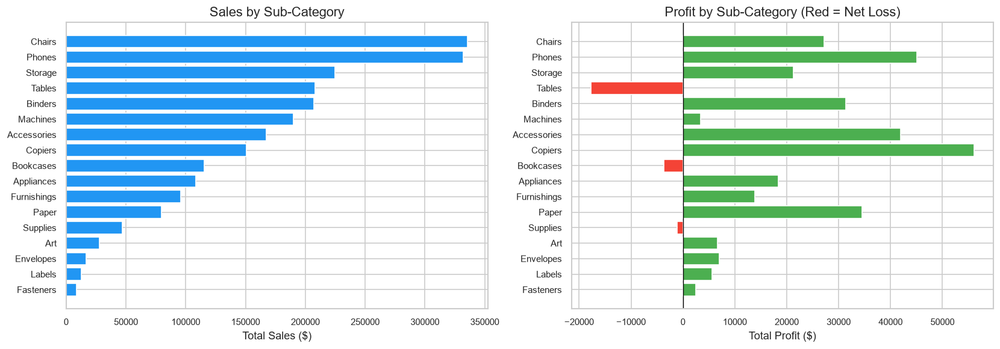 Sales by Sub-Category
Chairs
Phones
Storage
Tables
Binders
Machines
Accessories
Copiers
Bookcases
Appliances
Furnishings
Paper
Supplies
Art
Envelopes
Labels
Fasteners
0 50000 100000 150000 200000 250000 300000 350000
Total Sales ($)
Profit by Sub-Category (Red = Net Loss)
Chairs
Phones
Storage
Tables
Binders
Machines
Accessories
Copiers
Bookcases
Appliances
Furnishings
Paper
Supplies
Art
Envelopes
Labels
Fasteners
−20000 −10000 0 10000 20000 30000 40000 50000
Total Profit ($)